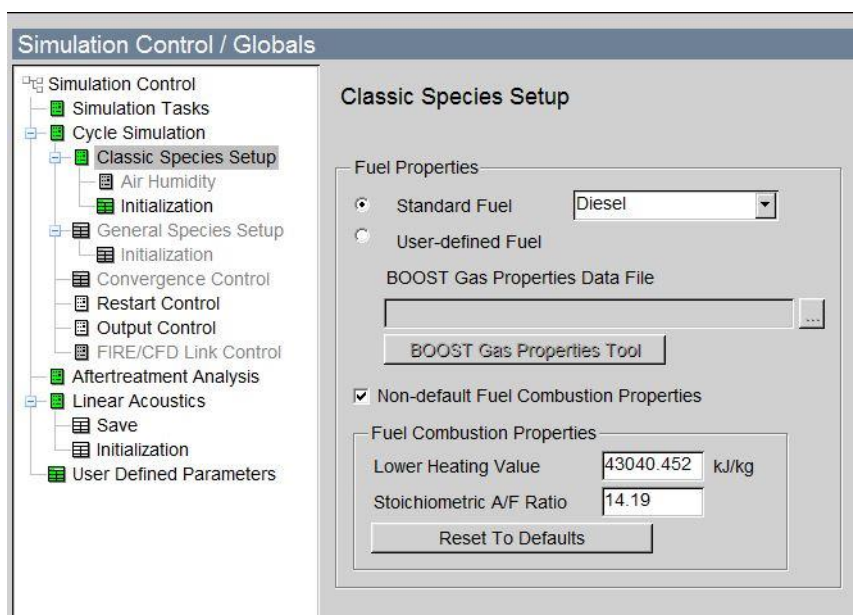 Simulation Control / Globals
Simulation Control
Simulation Tasks
Cycle Simulation
Classic Species Setup
Air Humidity
Initialization
General Species Setup
Initialization
Convergence Control
Restart Control
Output Control
FIRE/CFD Link Control
Aftertreatment Analysis
Linear Acoustics
Save
Initialization
User Defined Parameters
Classic Species Setup
Fuel Properties
Standard Fuel Diesel
User-defined Fuel
BOOST Gas Properties Data File
...
BOOST Gas Properties Tool
Non-default Fuel Combustion Properties
Fuel Combustion Properties
Lower Heating Value 43040.452 kJ/kg
Stoichiometric A/F Ratio 14.19
Reset To Defaults